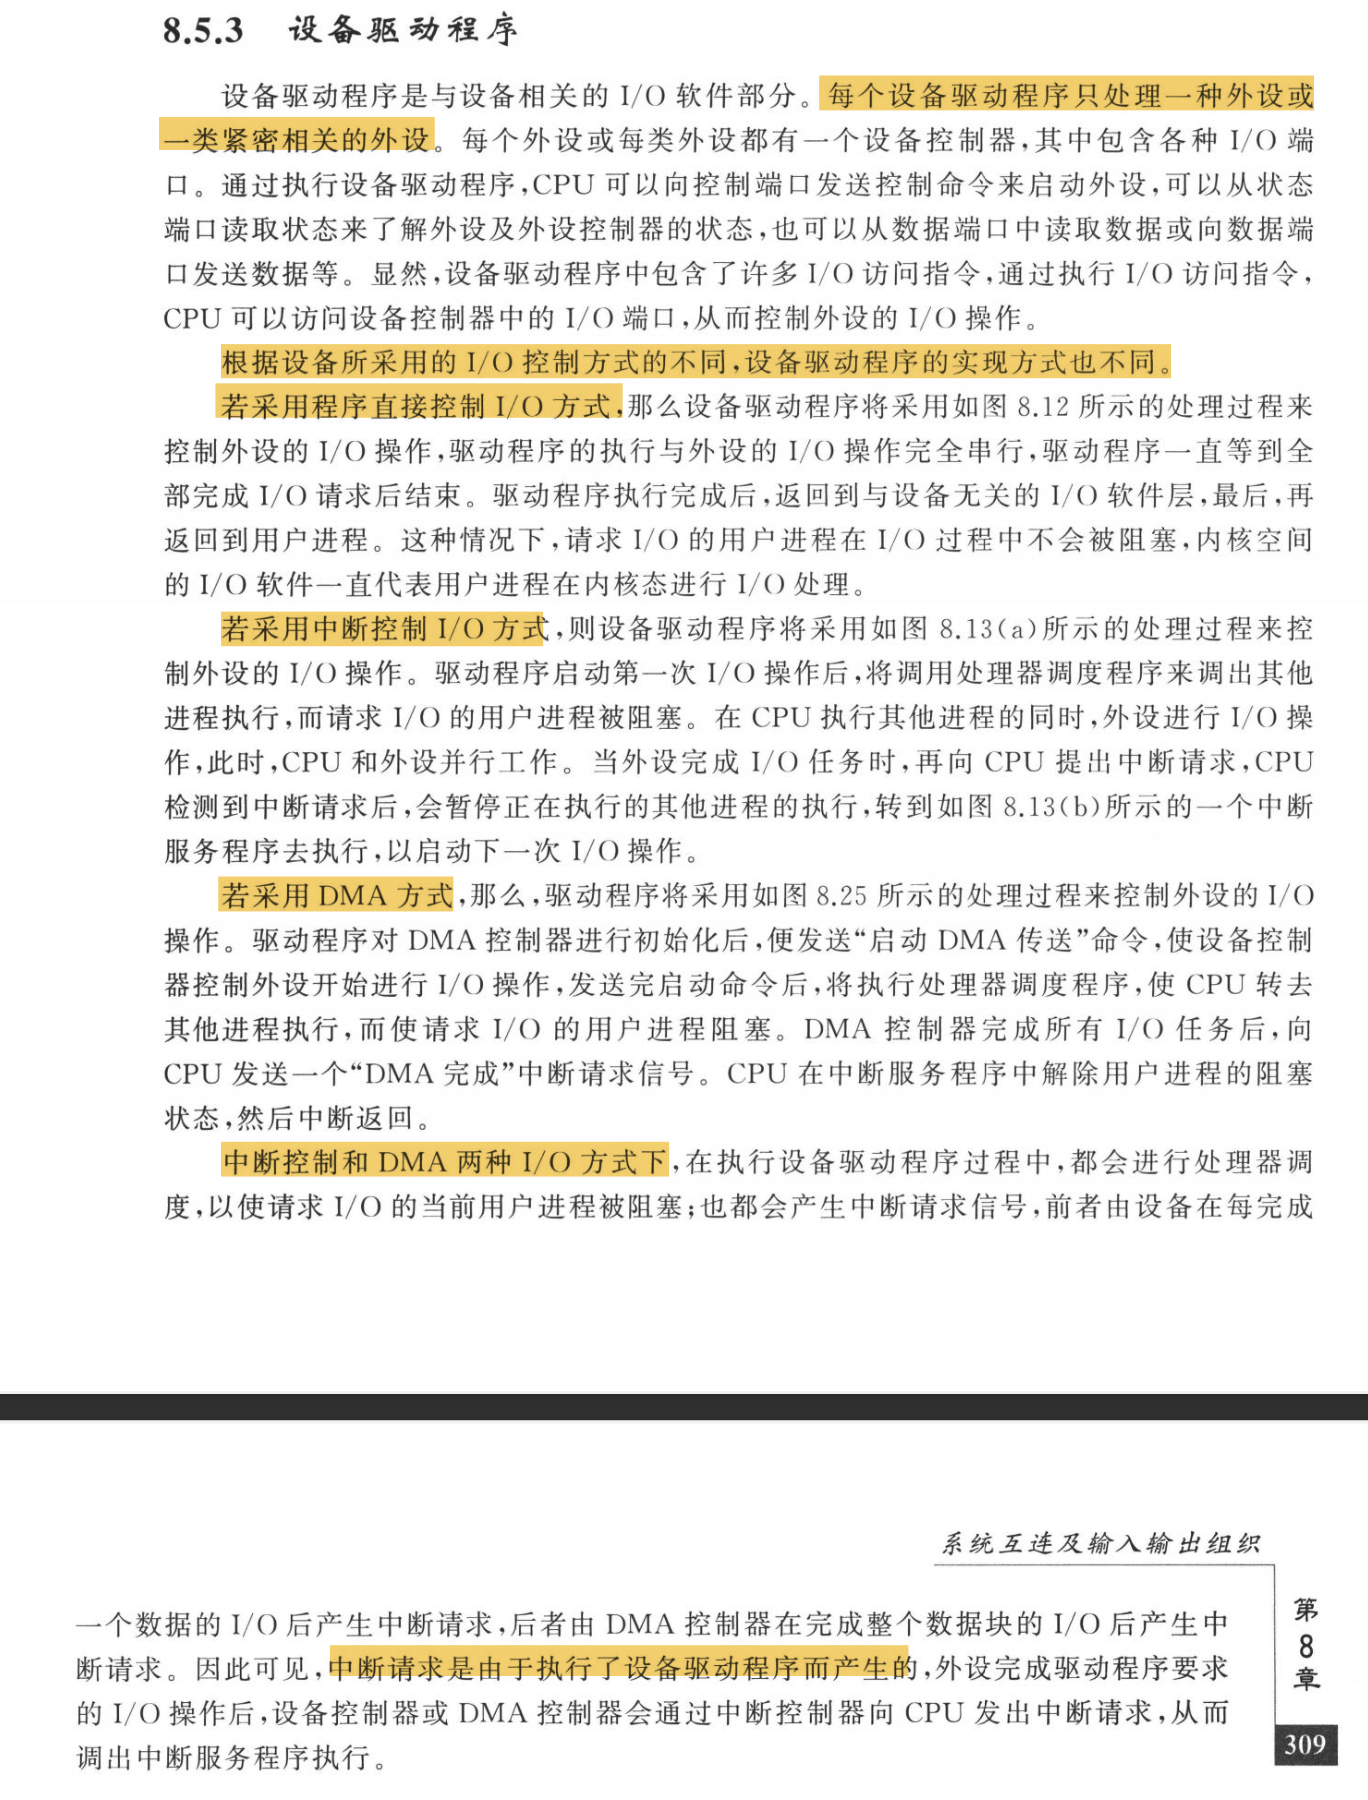 8.5.3 设备驱动程序
设备驱动程序是与设备相关的 I/O 软件部分。每个设备驱动程序只处理一种外设或
一类紧密相关的外设。每个外设或每类外设都有一个设备控制器,其中包含各种 I/O 端
口。通过执行设备驱动程序,CPU 可以向控制端口发送控制命令来启动外设,可以从状态
端口读取状态来了解外设及外设控制器的状态,也可以从数据端口中读取数据或向数据端
口发送数据等。显然,设备驱动程序中包含了许多 I/O 访问指令,通过执行 I/O 访问指令,
CPU 可以访问设备控制器中的 I/O 端口,从而控制外设的 I/O 操作。
根据设备所采用的 I/O 控制方式的不同,设备驱动程序的实现方式也不同。
若采用程序直接控制 I/O 方式,那么设备驱动程序将采用如图 8.12 所示的处理过程来
控制外设的 I/O 操作,驱动程序的执行与外设的 I/O 操作完全串行,驱动程序一直等到全
部完成 I/O 请求后结束。驱动程序执行完成后,返回到与设备无关的 I/O 软件层,最后,再
返回到用户进程。这种情况下,请求 I/O 的用户进程在 I/O 过程中不会被阻塞,内核空间
的 I/O 软件一直代表用户进程在内核态进行 I/O 处理。
若采用中断控制 I/O 方式,则设备驱动程序将采用如图 8.13(a)所示的处理过程来控
制外设的 I/O 操作。驱动程序启动第一次 I/O 操作后,将调用处理器调度程序来调出其他
进程执行,而请求 I/O 的用户进程被阻塞。在 CPU 执行其他进程的同时,外设进行 I/O 操
作,此时,CPU 和外设并行工作。当外设完成 I/O 任务时,再向 CPU 提出中断请求,CPU
检测到中断请求后,会暂停正在执行的其他进程的执行,转到如图 8.13(b)所示的一个中断
服务程序去执行,以启动下一次 I/O 操作。
若采用 DMA 方式,那么,驱动程序将采用如图 8.25 所示的处理过程来控制外设的 I/O
操作。驱动程序对 DMA 控制器进行初始化后,便发送“启动 DMA 传送”命令,使设备控制
器控制外设开始进行 I/O 操作,发送完启动命令后,将执行处理器调度程序,使 CPU 转去
其他进程执行,而使请求 I/O 的用户进程阻塞。DMA 控制器完成所有 I/O 任务后,向
CPU 发送一个“DMA 完成”中断请求信号。CPU 在中断服务程序中解除用户进程的阻塞
状态,然后中断返回。
中断控制和 DMA 两种 I/O 方式下,在执行设备驱动程序过程中,都会进行处理器调
度,以使请求 I/O 的当前用户进程被阻塞;也都会产生中断请求信号,前者由设备在每完成
系统互连及输入输出组织
一个数据的 I/O 后产生中断请求,后者由 DMA 控制器在完成整个数据块的 I/O 后产生中
断请求。因此可见,中断请求是由于执行了设备驱动程序而产生的,外设完成驱动程序要求
的 I/O 操作后,设备控制器或 DMA 控制器会通过中断控制器向 CPU 发出中断请求,从而
调出中断服务程序执行。
第
8
章
309